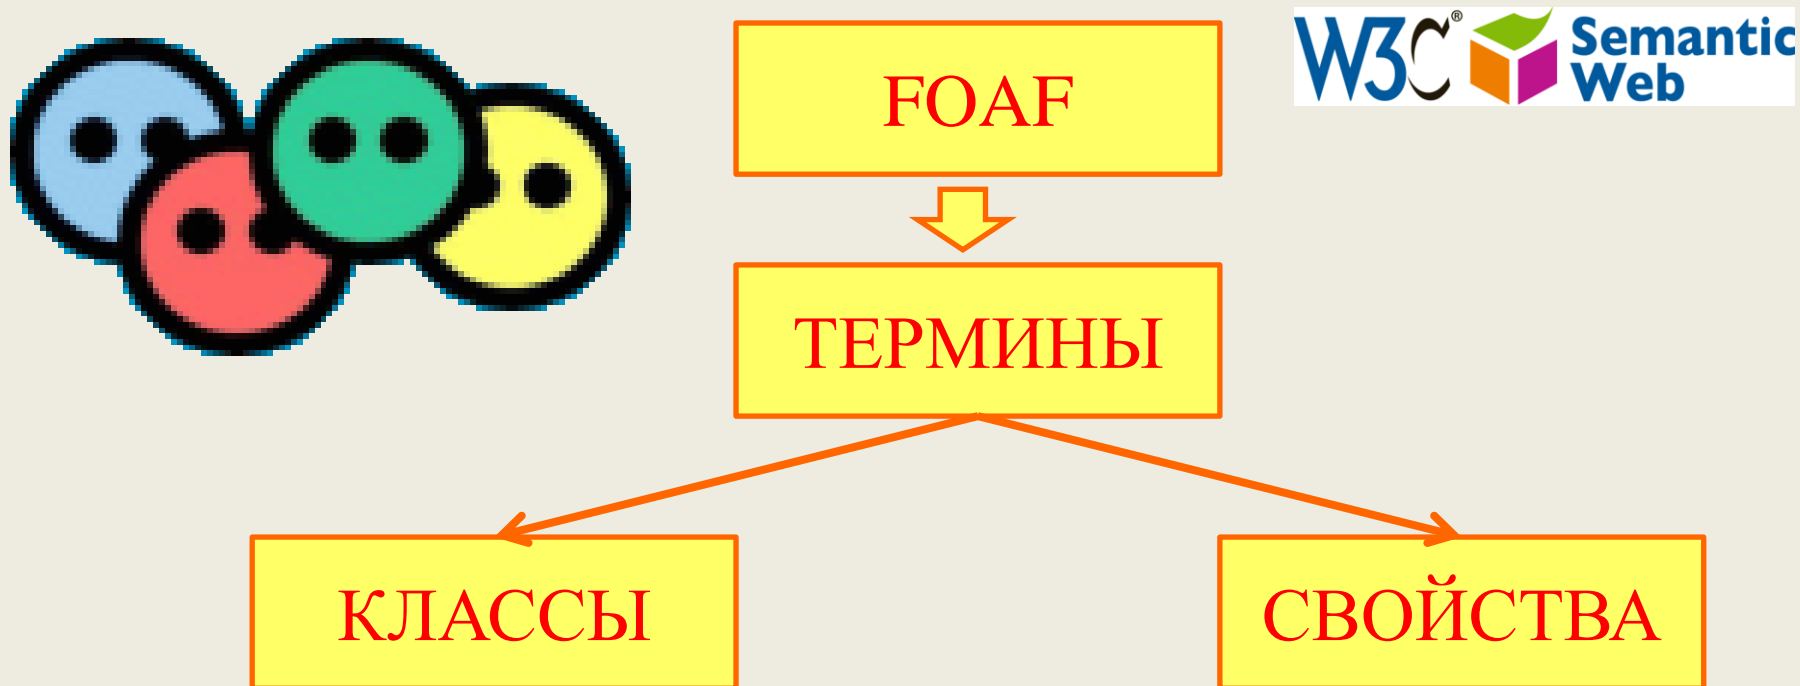 FOAF
W3C® Semantic
Web
ТЕРМИНЫ
КЛАССЫ
СВОЙСТВА